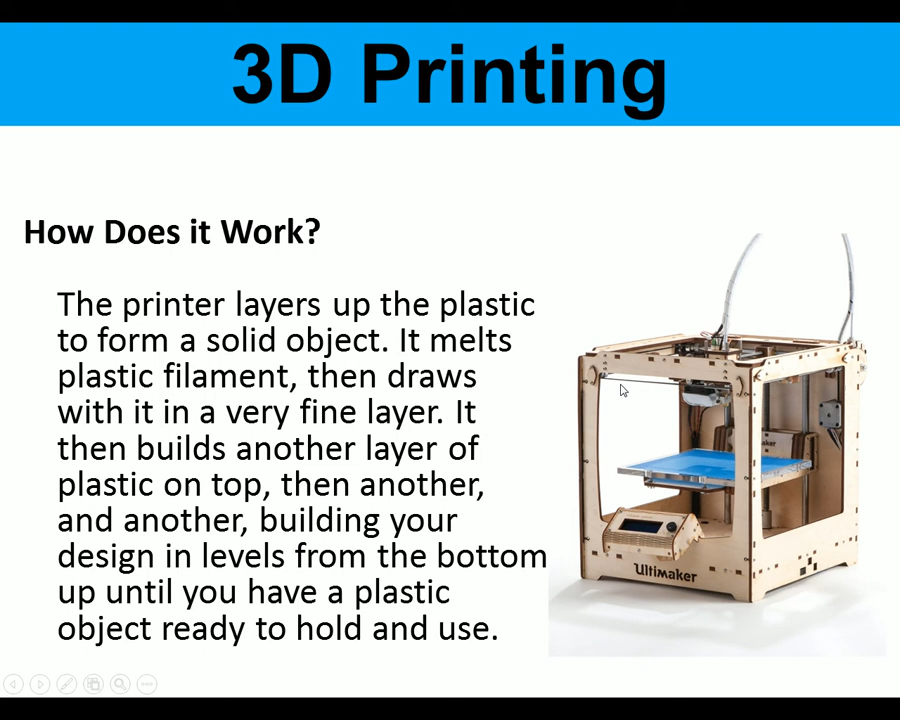 3D Printing
How Does it Work?
The printer layers up the plastic
to form a solid object. It melts
plastic filament, then draws
with it in a very fine layer. It
then builds another layer of
plastic on top, then another,
and another, building your
design in levels from the bottom
up until you have a plastic
object ready to hold and use.
Ultimaker